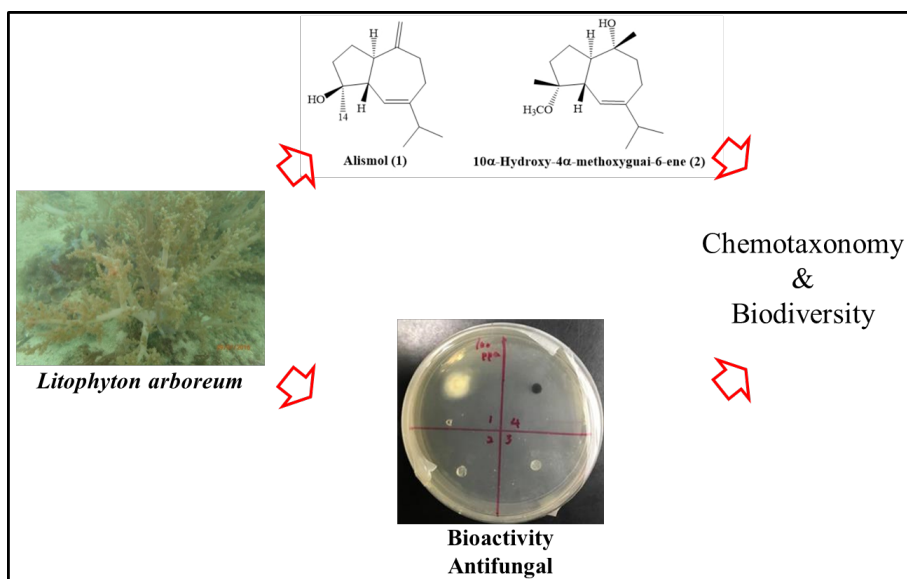 HO
H
H
HO
14
H
H₃CO
H
Alismol (1)
10α-Hydroxy-4α-methoxyguai-6-ene (2)
Litophyton arboreum
Chemotaxonomy
&
Biodiversity
100
ppm
1 4
2 3
Bioactivity
Antifungal